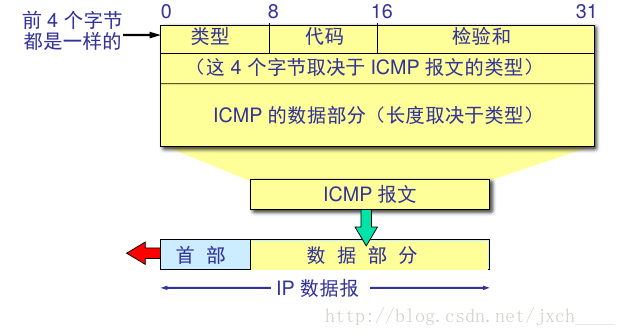 0 8 16 31
前 4 个字节
都是一样的
类型 代码 检验和
（这 4 个字节取决于 ICMP 报文的类型）
ICMP 的数据部分（长度取决于类型）
ICMP 报文
首 部 数 据 部 分
IP 数据报
http://blog.csdn.net/jxch____